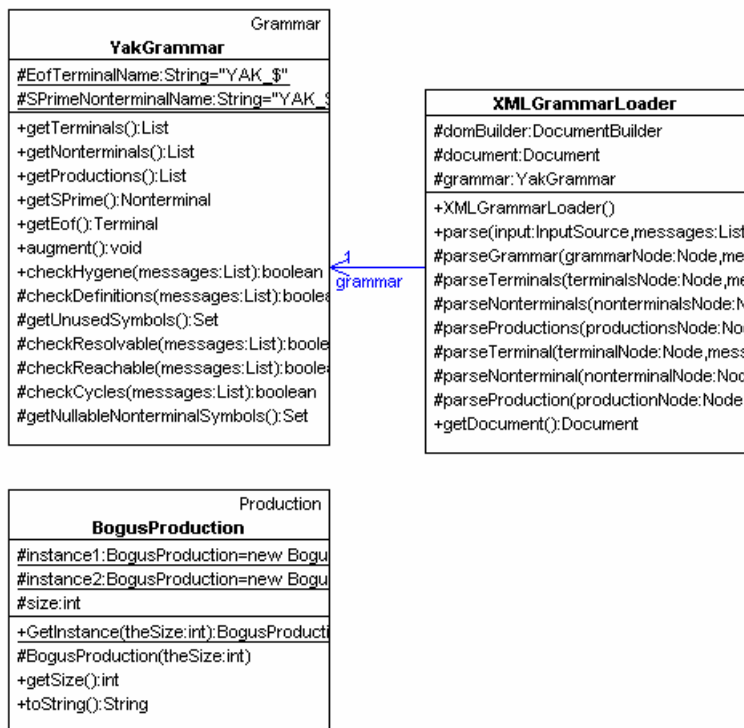 Grammar
YakGrammar
#EofTerminalName:String="YAK_$"
#SPrimeNonterminalName:String="YAK_$
+getTerminals():List
+getNonterminals():List
+getProductions():List
+getSPrime():Nonterminal
+getEof():Terminal
+augment():void
+checkHygene(messages:List):boolean
#checkDefinitions(messages:List):boolea
#getUnusedSymbols():Set
#checkResolvable(messages:List):boole
#checkReachable(messages:List):boolea
#checkCycles(messages:List):boolean
#getNullableNonterminalSymbols():Set
1
grammar
XMLGrammarLoader
#domBuilder:DocumentBuilder
#document:Document
#grammar:YakGrammar
+XMLGrammarLoader()
+parse(input:InputSource,messages:List
#parseGrammar(grammarNode:Node,me
#parseTerminals(terminalsNode:Node,me
#parseNonterminals(nonterminalsNode:N
#parseProductions(productionsNode:No
#parseTerminal(terminalNode:Node,mess
#parseNonterminal(nonterminalNode:Nod
#parseProduction(productionNode:Node
+getDocument():Document
Production
BogusProduction
#instance1:BogusProduction=new Bogu
#instance2:BogusProduction=new Bogu
#size:int
+GetInstance(theSize:int):BogusProducti
#BogusProduction(theSize:int)
+getSize():int
+toString():String